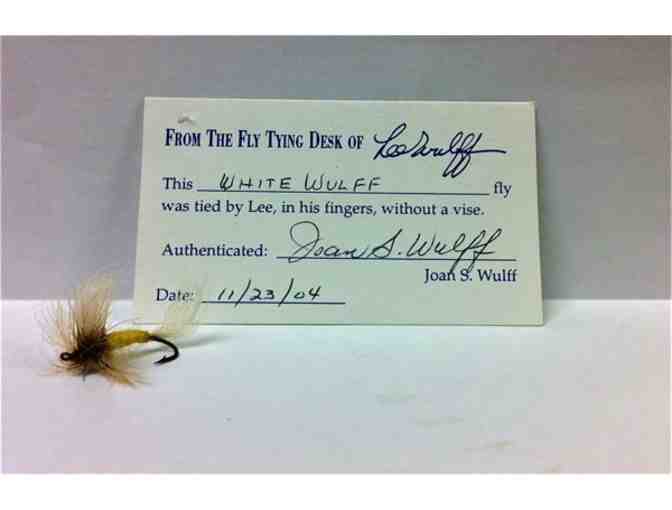 FROM THE FLY TYING DESK OF Lee Wulff
This WHITE WULFF fly
was tied by Lee, in his fingers, without a vise.
Authenticated: Joan S. Wulff
Joan S. Wulff
Date: 11/23/04